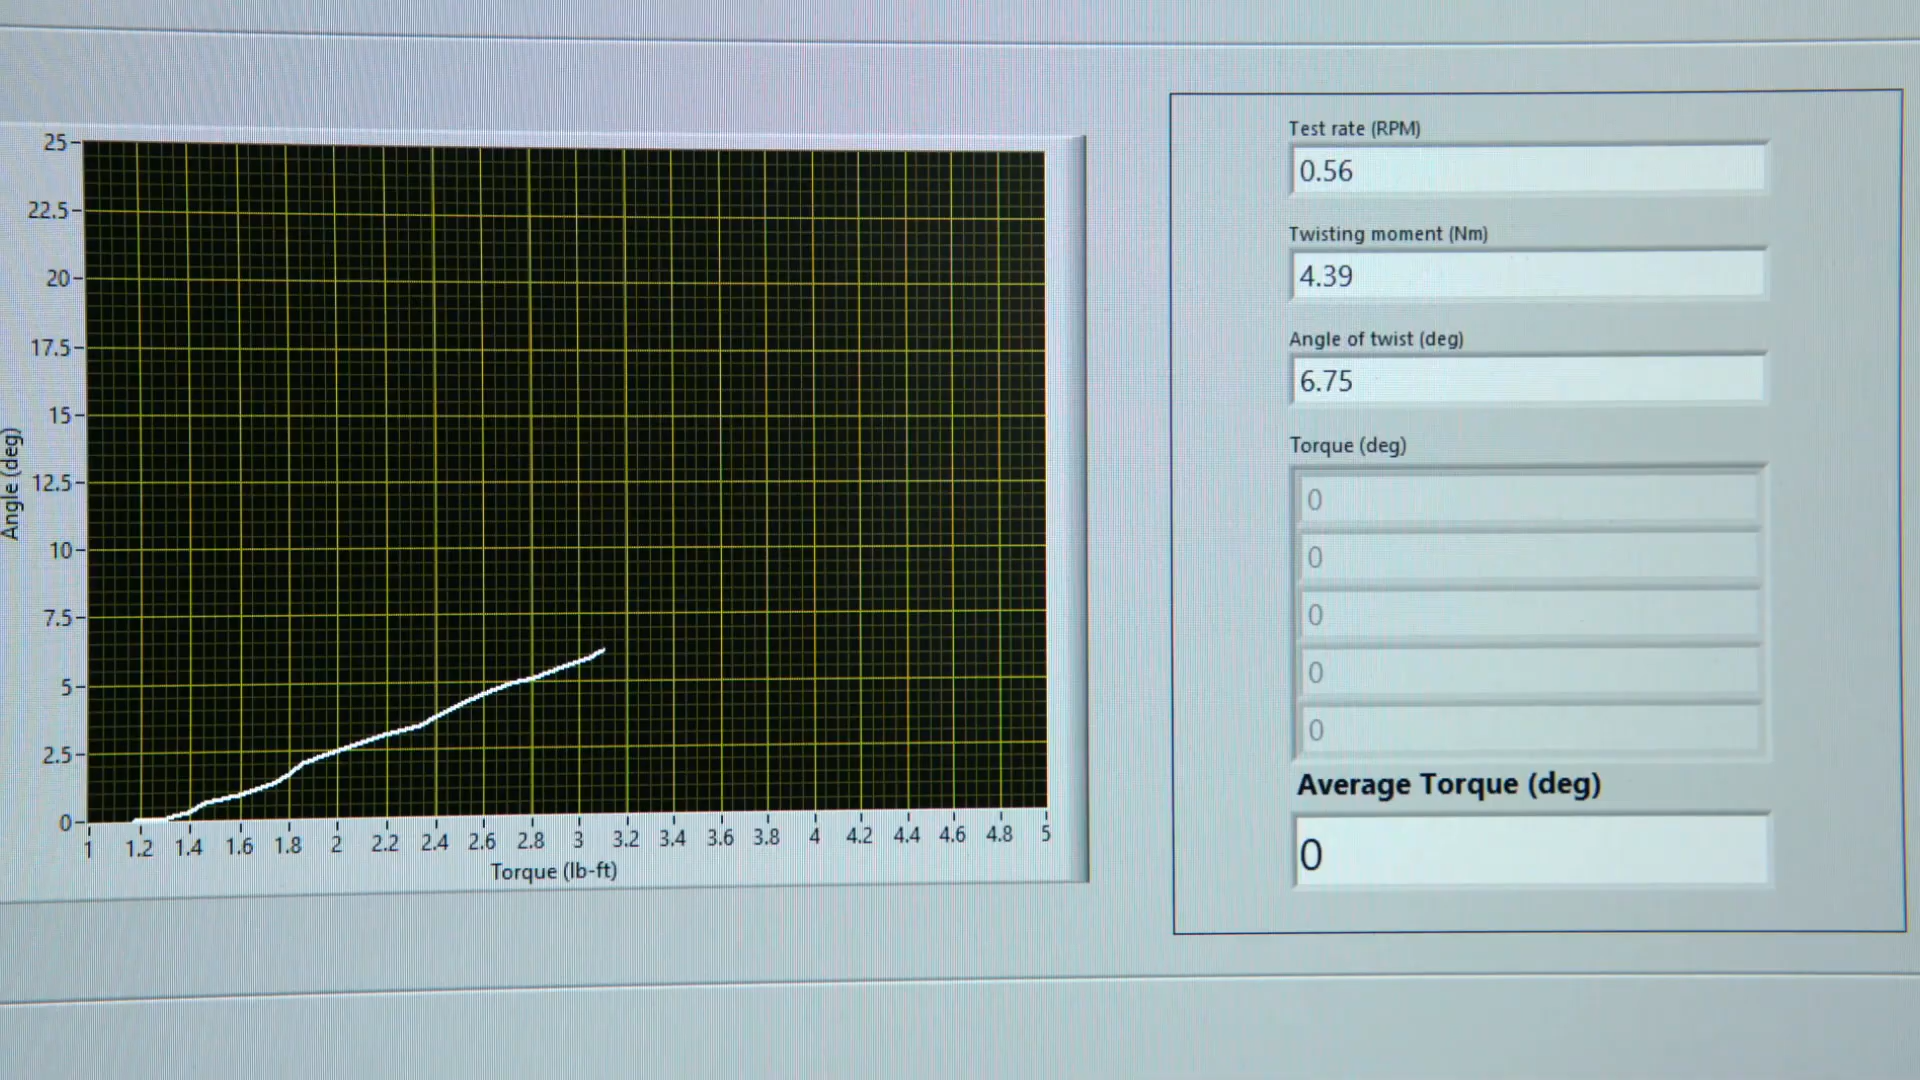 25
22.5
20
17.5
15
12.5
10
7.5
5
2.5
0
Angle (deg)
1 1.2 1.4 1.6 1.8 2 2.2 2.4 2.6 2.8 3 3.2 3.4 3.6 3.8 4 4.2 4.4 4.6 4.8 5
Torque (lb-ft)
Test rate (RPM)
0.56
Twisting moment (Nm)
4.39
Angle of twist (deg)
6.75
Torque (deg)
0
0
0
0
0
Average Torque (deg)
0